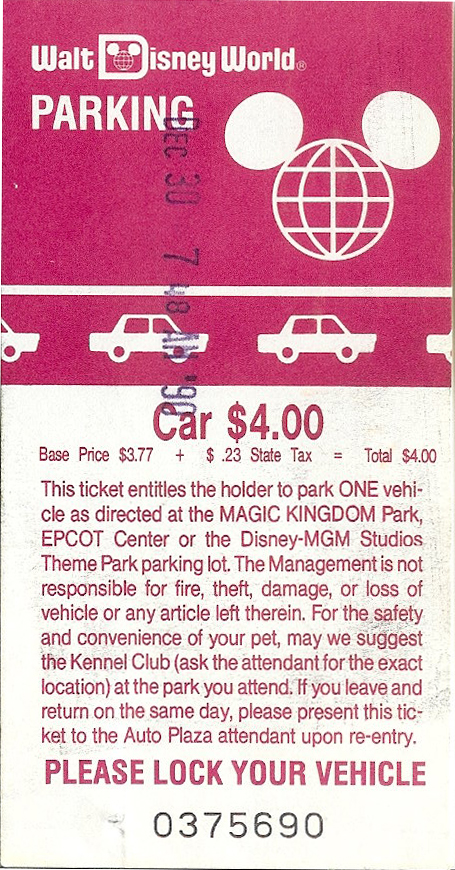 Walt Disney World®
PARKING
DEC 30 7 48 AM '90
Car $4.00
Base Price $3.77 + $ .23 State Tax = Total $4.00
This ticket entitles the holder to park ONE vehi-
cle as directed at the MAGIC KINGDOM Park,
EPCOT Center or the Disney-MGM Studios
Theme Park parking lot. The Management is not
responsible for fire, theft, damage, or loss of
vehicle or any article left therein. For the safety
and convenience of your pet, may we suggest
the Kennel Club (ask the attendant for the exact
location) at the park you attend. If you leave and
return on the same day, please present this tic-
ket to the Auto Plaza attendant upon re-entry.
PLEASE LOCK YOUR VEHICLE
0375690